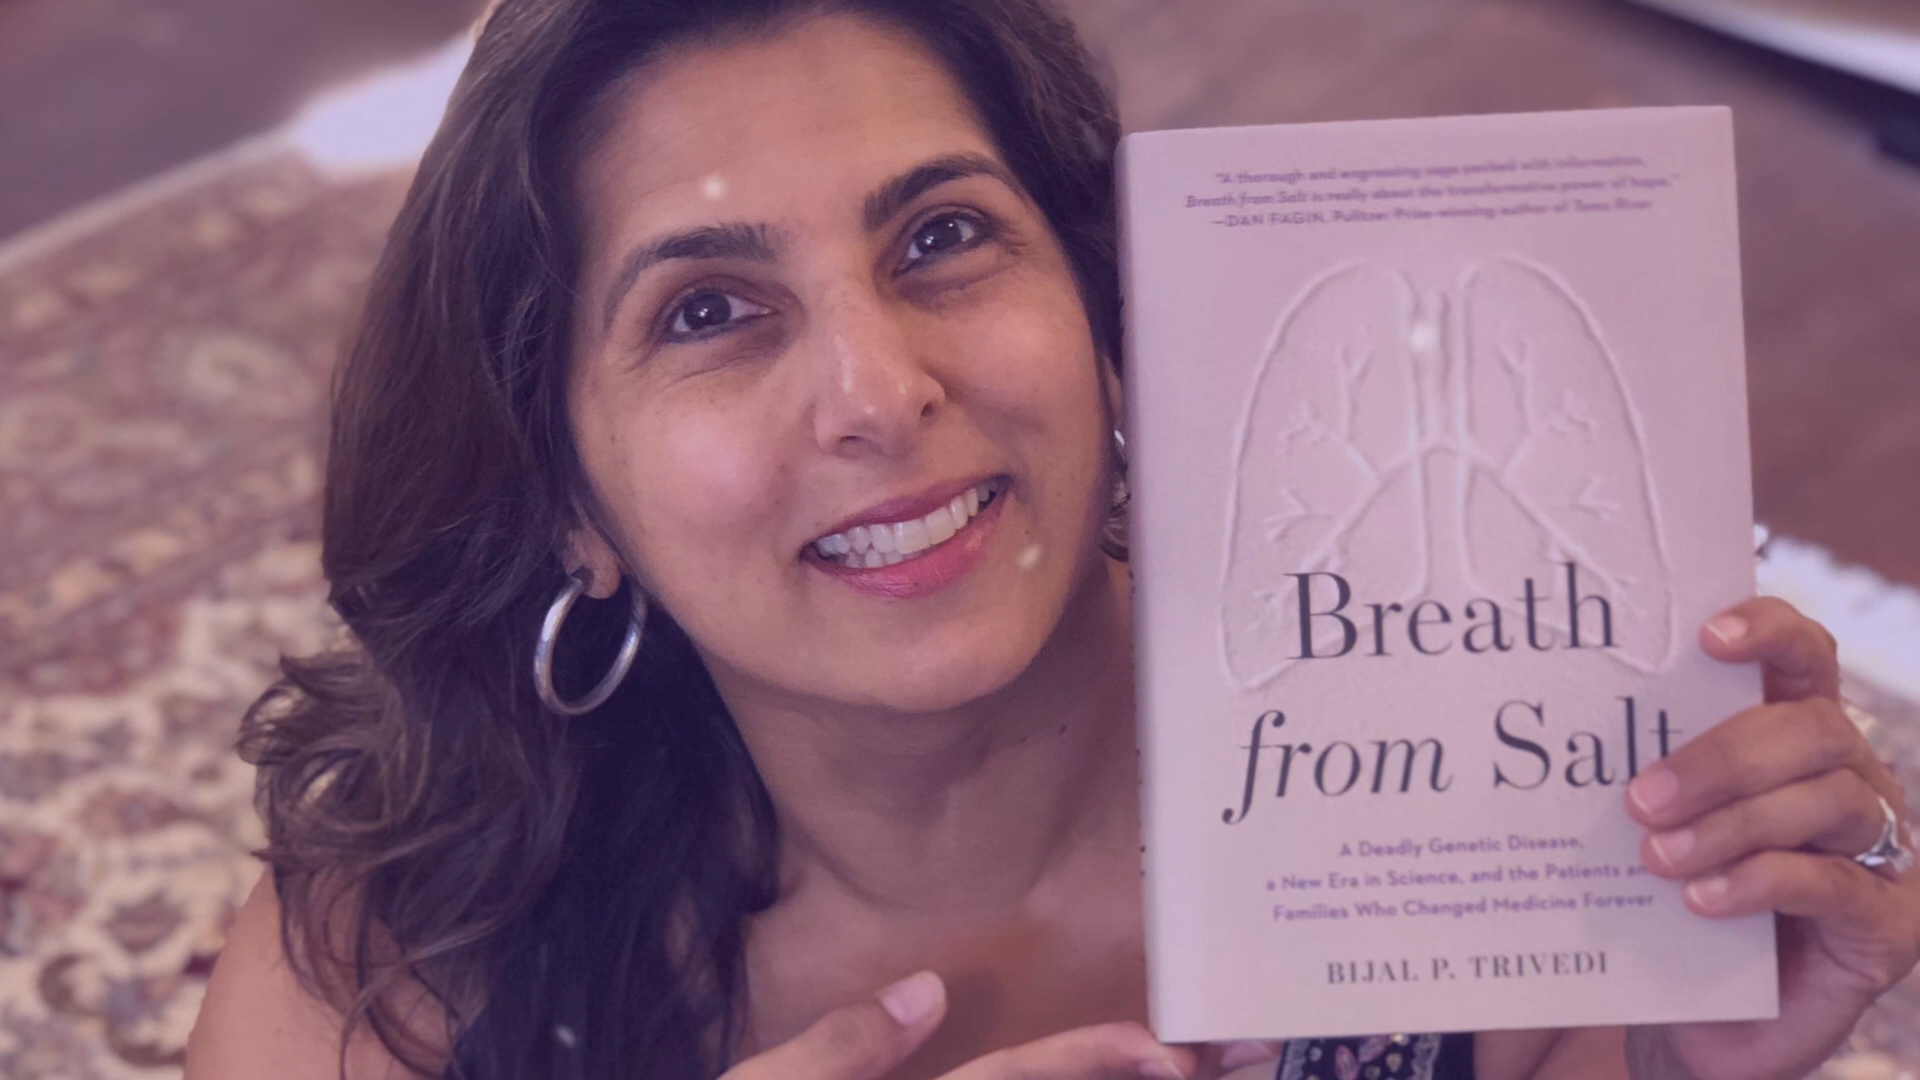 "A thorough and engrossing saga packed with information,
Breath from Salt is really about the transformative power of hope."
—DAN FAGIN, Pulitzer Prize-winning author of Toms River
Breath
from Salt
A Deadly Genetic Disease,
a New Era in Science, and the Patients an
Families Who Changed Medicine Forever
BIJAL P. TRIVEDI